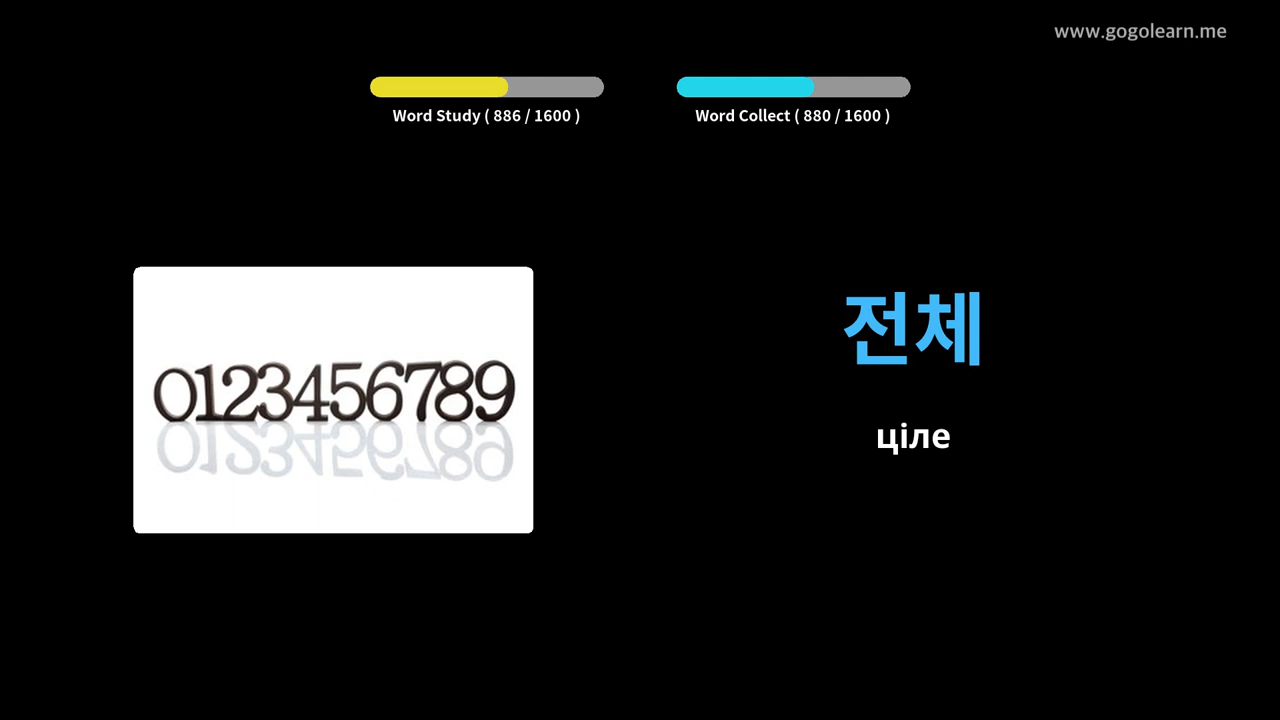 www.gogolearn.me
Word Study ( 886 / 1600 )
Word Collect ( 880 / 1600 )
0123456789
전체
ціле